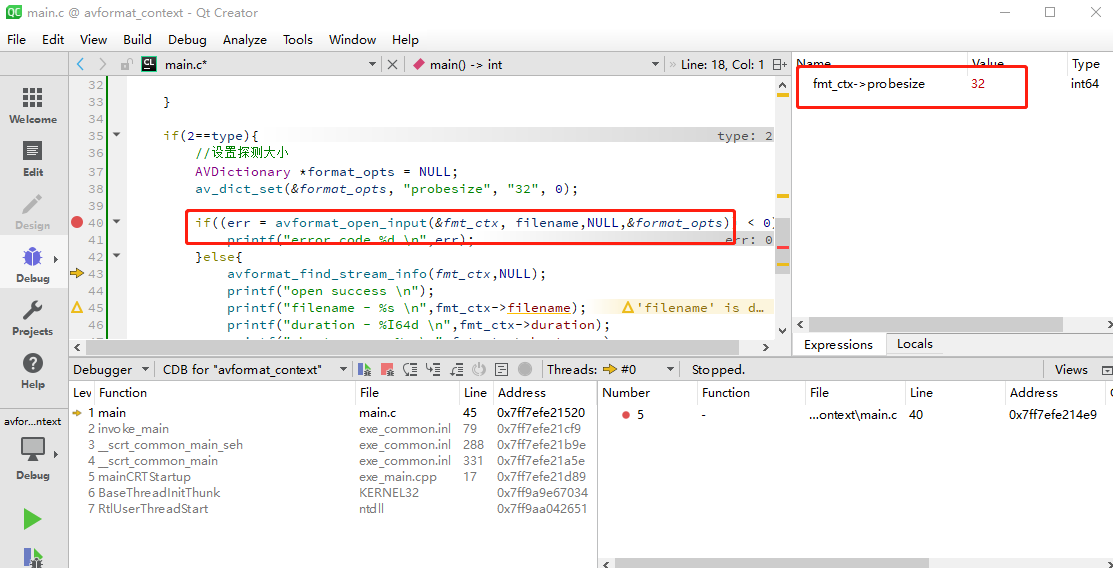 main.c @ avformat_context - Qt Creator
File Edit View Build Debug Analyze Tools Window Help
main.c* main() -> int Line: 18, Col: 1
Name Value Type
fmt_ctx->probesize 32 int64
Welcome
Edit
Design
Debug
Projects
Help
avfor...ntext
Debug
32
33 }
34
35 if(2==type){ type: 2
36 //设置探测大小
37 AVDictionary *format_opts = NULL;
38 av_dict_set(&format_opts, "probesize", "32", 0);
39
40 if((err = avformat_open_input(&fmt_ctx, filename,NULL,&format_opts) < 0)
41 printf("error code %d \n",err); err: 0
42 }else{
43 avformat_find_stream_info(fmt_ctx,NULL);
44 printf("open success \n");
45 printf("filename - %s \n",fmt_ctx->filename); 'filename' is d…
46 printf("duration - %I64d \n",fmt_ctx->duration);
Expressions Locals
Debugger CDB for "avformat_context" Threads: #0 Stopped. Views
Lev Function File Line Address
1 main main.c 45 0x7ff7efe21520
2 invoke_main exe_common.inl 79 0x7ff7efe21cf9
3 __scrt_common_main_seh exe_common.inl 288 0x7ff7efe21b9e
4 __scrt_common_main exe_common.inl 331 0x7ff7efe21a5e
5 mainCRTStartup exe_main.cpp 17 0x7ff7efe21d89
6 BaseThreadInitThunk KERNEL32 0x7ff9a9e67034
7 RtlUserThreadStart ntdll 0x7ff9aa042651
Number Function File Line Address
5 - ...ontext\main.c 40 0x7ff7efe214e9